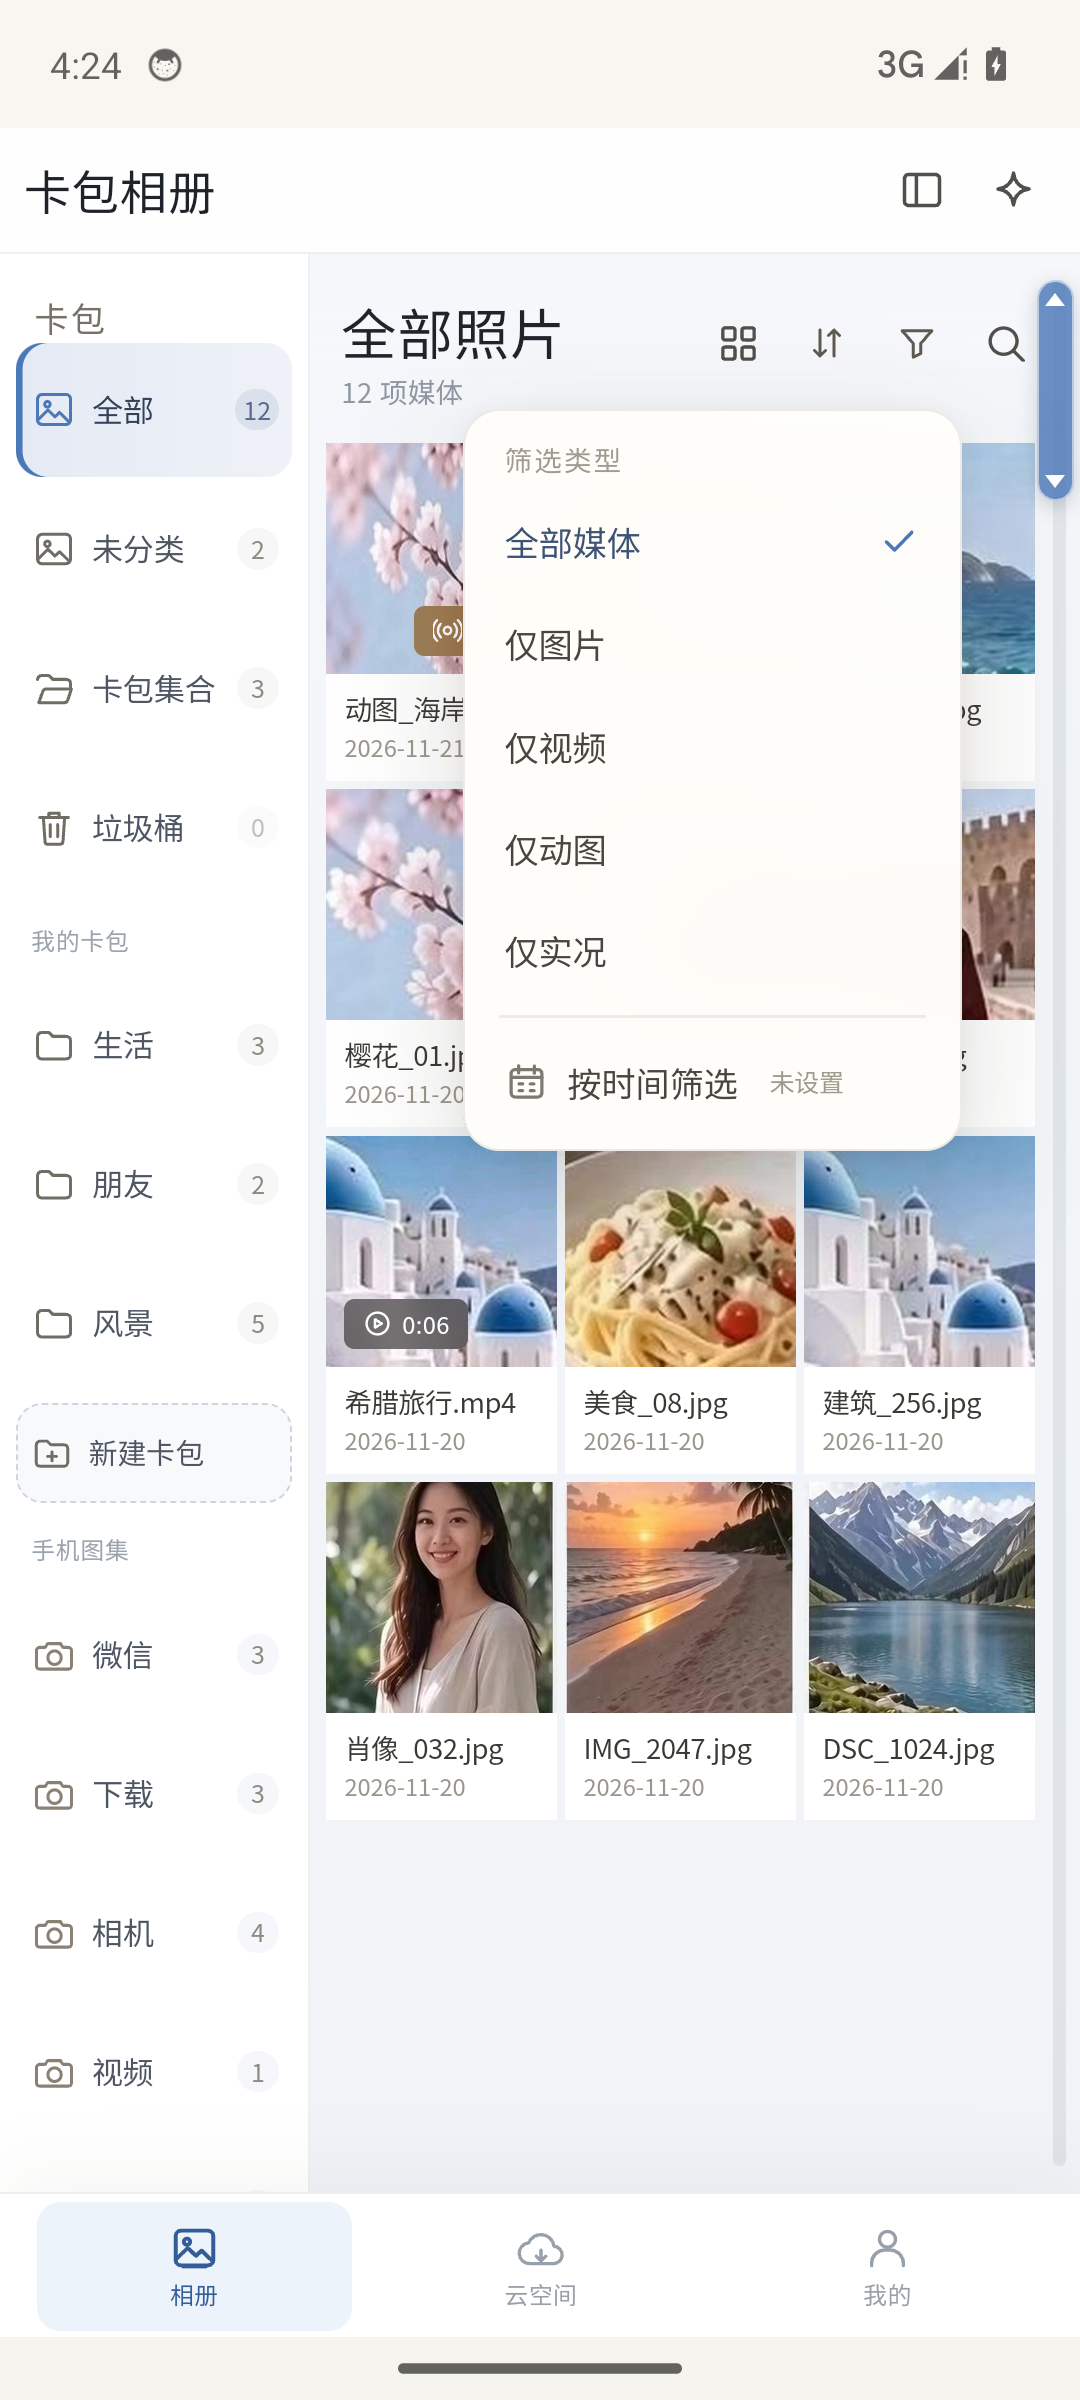 4:24
3G
卡包相册
卡包
全部 12
未分类 2
卡包集合 3
垃圾桶 0
我的卡包
生活 3
朋友 2
风景 5
新建卡包
手机图集
微信 3
下载 3
相机 4
视频 1
全部照片
12 项媒体
筛选类型
全部媒体
仅图片
仅视频
仅动图
仅实况
按时间筛选 未设置
动图_海岸
2026-11-21
樱花_01.jp
2026-11-20
0:06
希腊旅行.mp4
2026-11-20
美食_08.jpg
2026-11-20
建筑_256.jpg
2026-11-20
肖像_032.jpg
2026-11-20
IMG_2047.jpg
2026-11-20
DSC_1024.jpg
2026-11-20
相册
云空间
我的